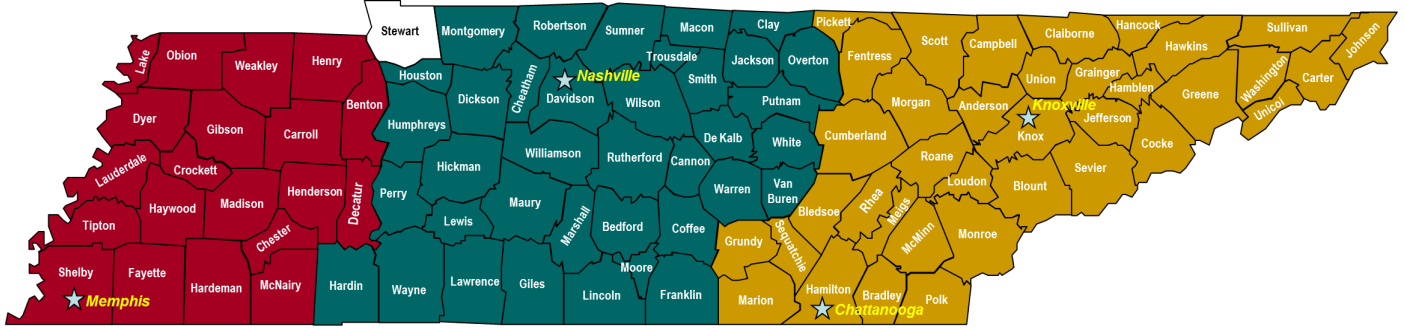 Stewart
Montgomery
Robertson
Sumner
Macon
Clay
Pickett
Scott
Campbell
Claiborne
Hancock
Hawkins
Sullivan
Johnson
Lake
Obion
Weakley
Henry
Houston
Cheatham
Nashville
Trousdale
Smith
Jackson
Overton
Fentress
Union
Grainger
Hamblen
Greene
Washington
Carter
Unicoi
Benton
Dickson
Davidson
Wilson
Putnam
Morgan
Anderson
Knoxville
Jefferson
Dyer
Gibson
Carroll
Humphreys
De Kalb
White
Cumberland
Knox
Cocke
Lauderdale
Crockett
Hickman
Williamson
Rutherford
Cannon
Roane
Loudon
Blount
Sevier
Haywood
Madison
Henderson
Decatur
Perry
Warren
Van
Buren
Bledsoe
Rhea
Meigs
Tipton
Chester
Lewis
Maury
Marshall
Bedford
Coffee
Grundy
Sequatchie
McMinn
Monroe
Shelby
Fayette
Hardeman
McNairy
Hardin
Wayne
Lawrence
Giles
Moore
Lincoln
Franklin
Marion
Hamilton
Bradley
Polk
Memphis
Chattanooga